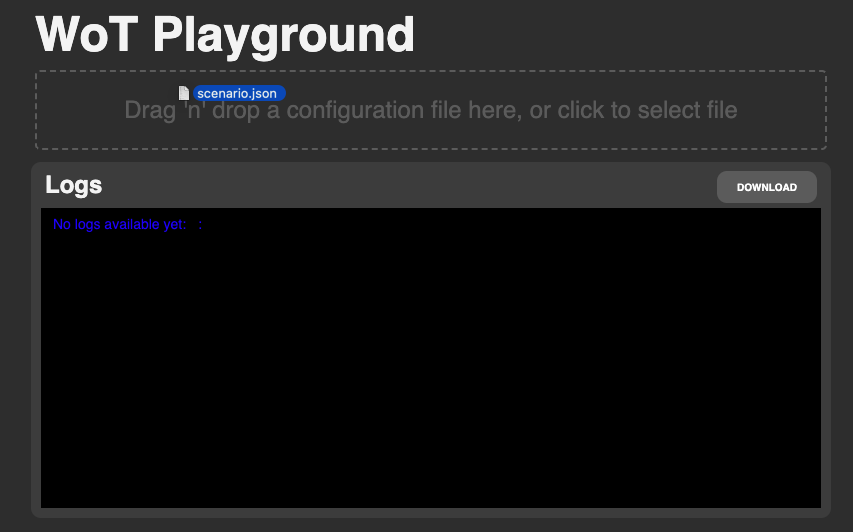 WoT Playground
scenario.json
Drag 'n' drop a configuration file here, or click to select file
Logs
DOWNLOAD
No logs available yet: :